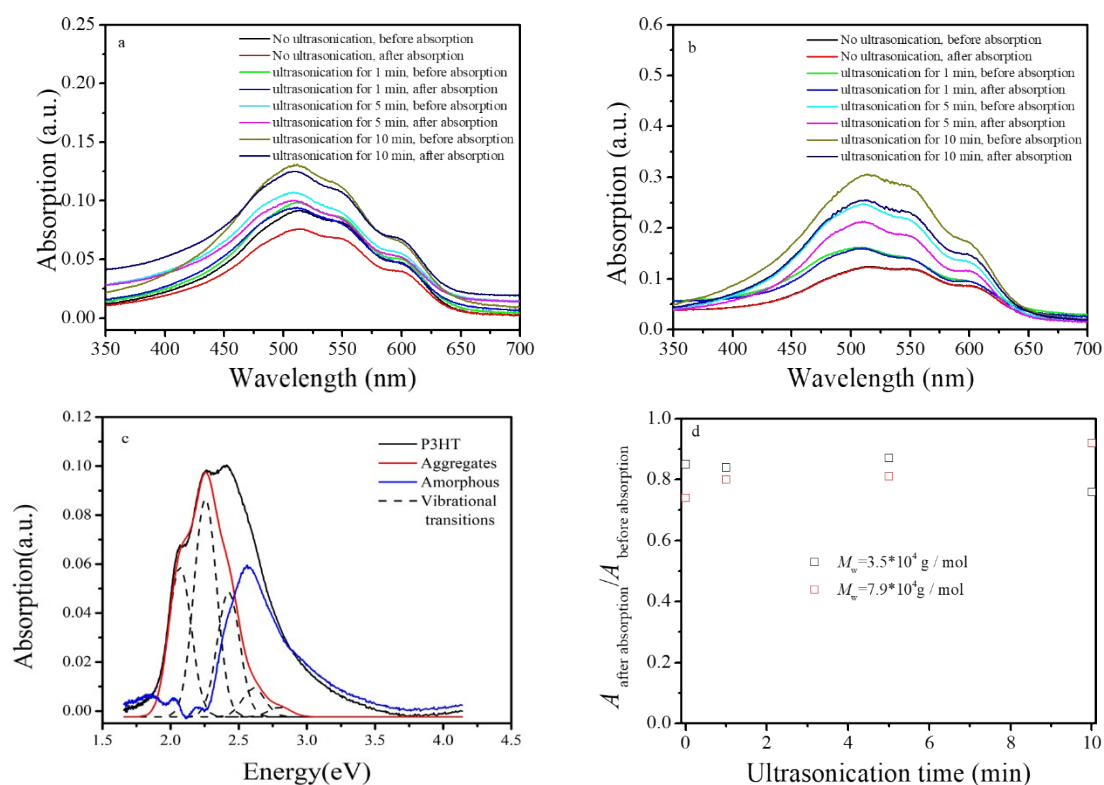 a
No ultrasonication, before absorption
No ultrasonication, after absorption
ultrasonication for 1 min, before absorption
ultrasonication for 1 min, after absorption
ultrasonication for 5 min, before absorption
ultrasonication for 5 min, after absorption
ultrasonication for 10 min, before absorption
ultrasonication for 10 min, after absorption
0.25
0.20
0.15
0.10
0.05
0.00
Absorption (a.u.)
350 400 450 500 550 600 650 700
Wavelength (nm)
b
No ultrasonication, before absorption
No ultrasonication, after absorption
ultrasonication for 1 min, before absorption
ultrasonication for 1 min, after absorption
ultrasonication for 5 min, before absorption
ultrasonication for 5 min, after absorption
ultrasonication for 10 min, before absorption
ultrasonication for 10 min, after absorption
0.6
0.5
0.4
0.3
0.2
0.1
0.0
Absorption (a.u.)
350 400 450 500 550 600 650 700
Wavelength (nm)
c
P3HT
Aggregates
Amorphous
Vibrational
transitions
0.12
0.10
0.08
0.06
0.04
0.02
0.00
Absorption(a.u.)
1.5 2.0 2.5 3.0 3.5 4.0 4.5
Energy(eV)
d
1.0
0.8
0.6
0.4
0.2
0.0
A after absorption/A before absorption
Mw=3.5*10⁴ g / mol
Mw=7.9*10⁴g / mol
0 2 4 6 8 10
Ultrasonication time (min)